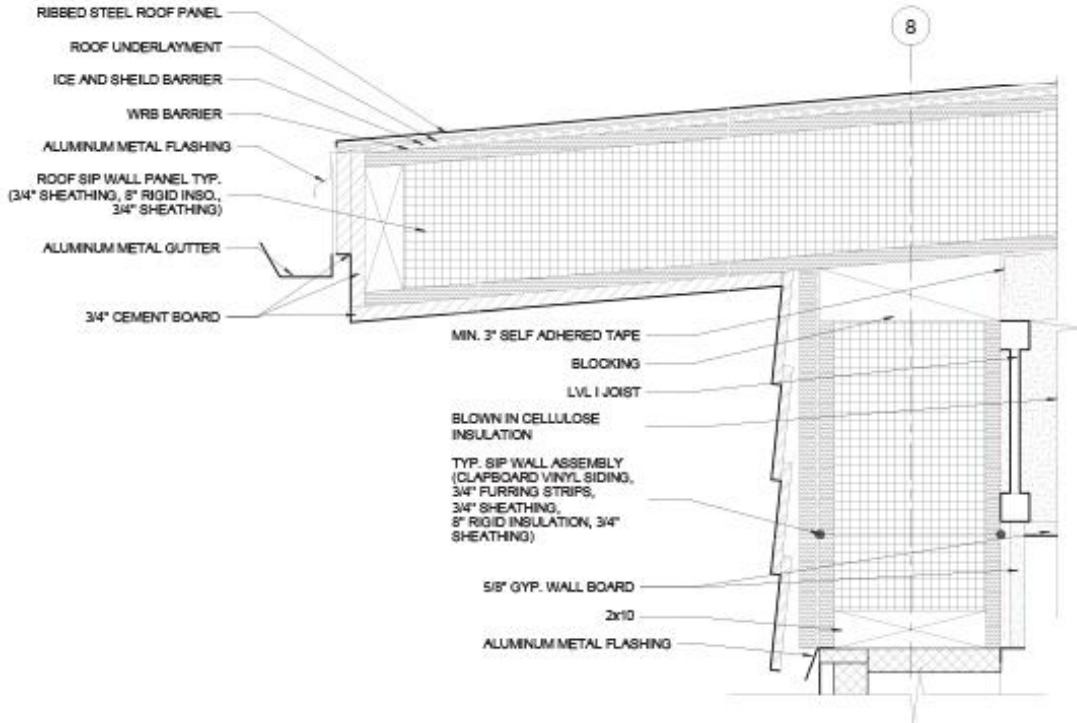 RIBBED STEEL ROOF PANEL
ROOF UNDERLAYMENT
ICE AND SHEILD BARRIER
WRB BARRIER
ALUMINUM METAL FLASHING
ROOF SIP WALL PANEL TYP.
(3/4" SHEATHING, 8" RIGID INSO.,
3/4" SHEATHING)
ALUMINUM METAL GUTTER
3/4" CEMENT BOARD
8
MIN. 3" SELF ADHERED TAPE
BLOCKING
LVL I JOIST
BLOWN IN CELLULOSE
INSULATION
TYP. SIP WALL ASSEMBLY
(CLAPBOARD VINYL SIDING,
3/4" FURRING STRIPS,
3/4" SHEATHING,
8" RIGID INSULATION, 3/4"
SHEATHING)
5/8" GYP. WALL BOARD
2x10
ALUMINUM METAL FLASHING